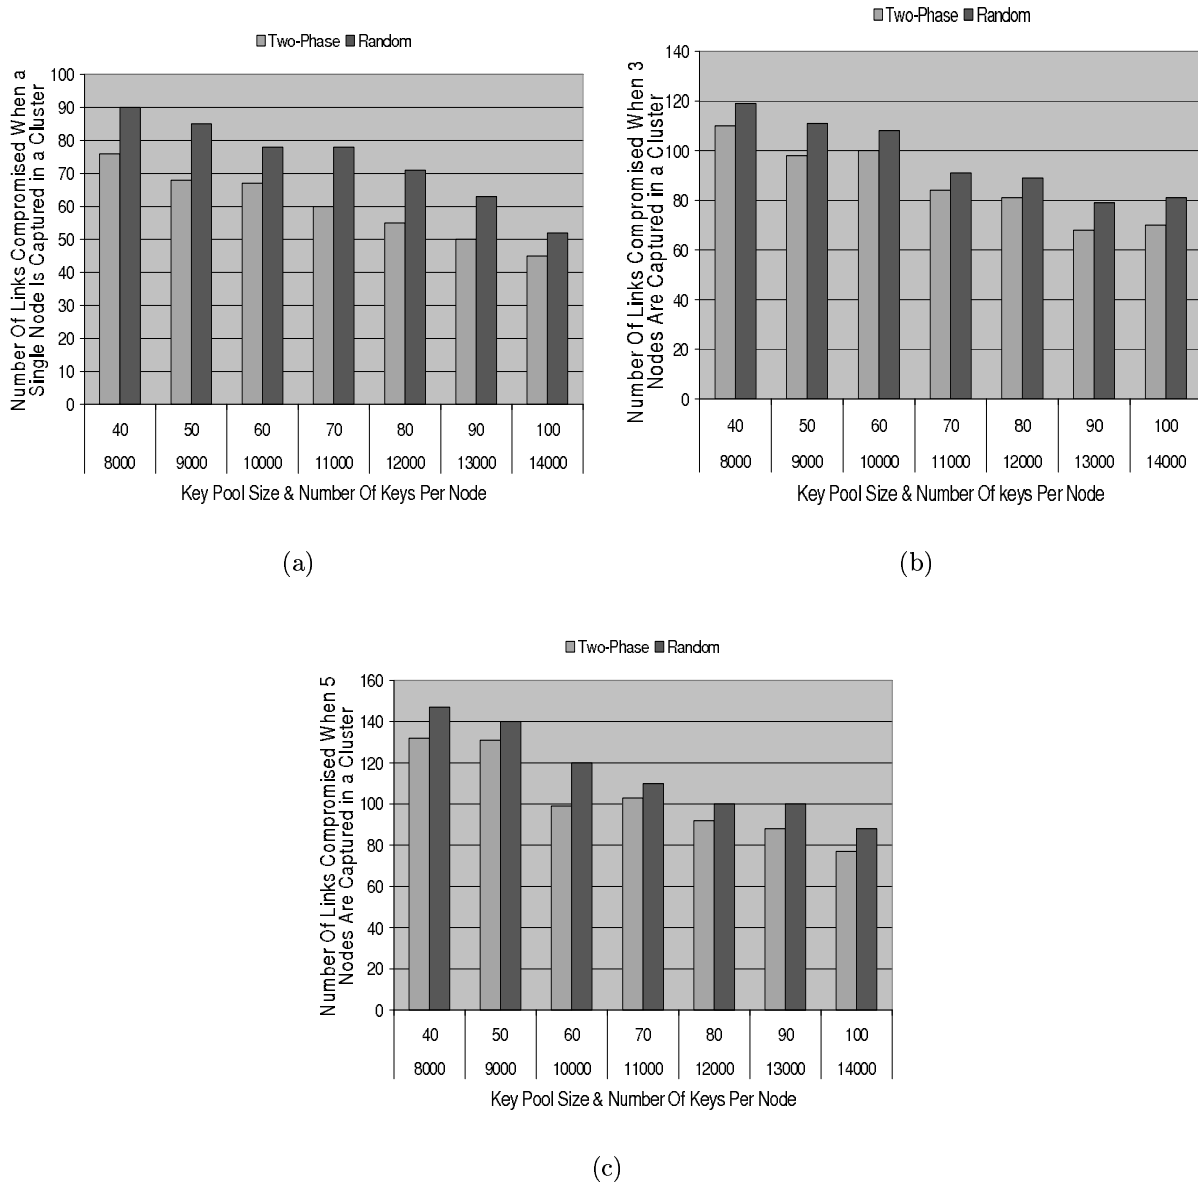 Two-Phase Random
Number Of Links Compromised When a
Single Node Is Captured in a Cluster
100
90
80
70
60
50
40
30
20
10
0
40 50 60 70 80 90 100
8000 9000 10000 11000 12000 13000 14000
Key Pool Size & Number Of Keys Per Node
(a)
Two-Phase Random
Number Of Links Compromised When 3
Nodes Are Captured in a Cluster
140
120
100
80
60
40
20
0
40 50 60 70 80 90 100
8000 9000 10000 11000 12000 13000 14000
Key Pool Size & Number Of keys Per Node
(b)
Two-Phase Random
Number Of Links Compromised When 5
Nodes Are Captured in a Cluster
160
140
120
100
80
60
40
20
0
40 50 60 70 80 90 100
8000 9000 10000 11000 12000 13000 14000
Key Pool Size & Number Of Keys Per Node
(c)